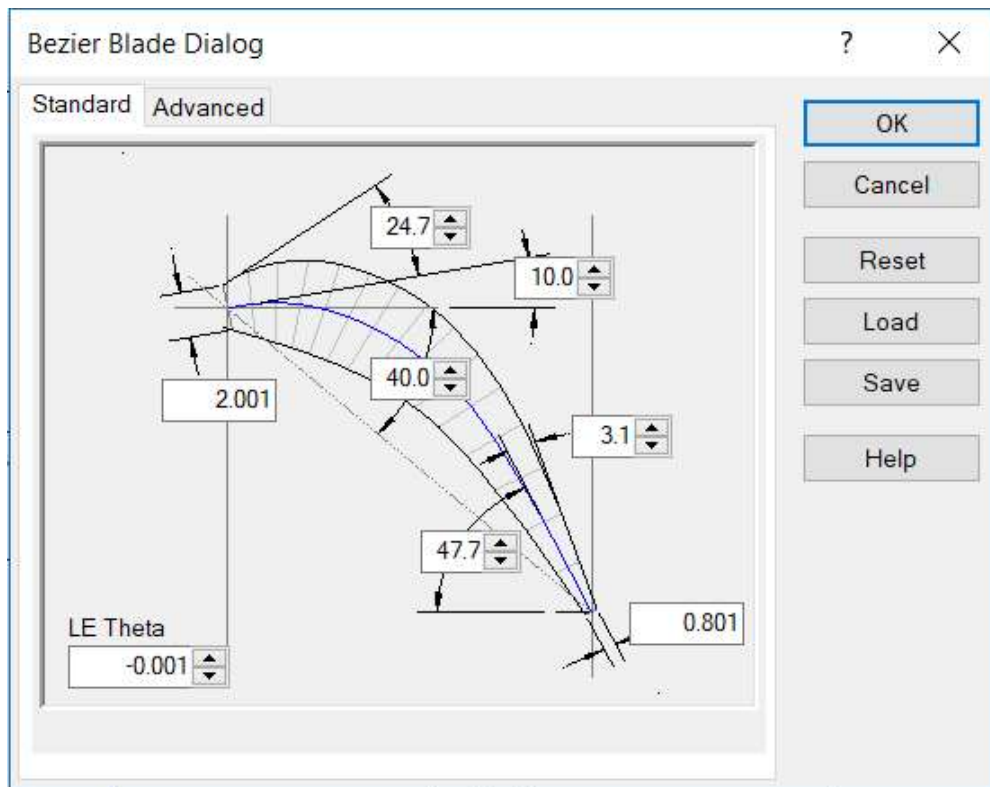 Bezier Blade Dialog
?
Standard
Advanced
OK
Cancel
Reset
Load
Save
Help
24.7
10.0
40.0
2.001
3.1
47.7
0.801
LE Theta
-0.001